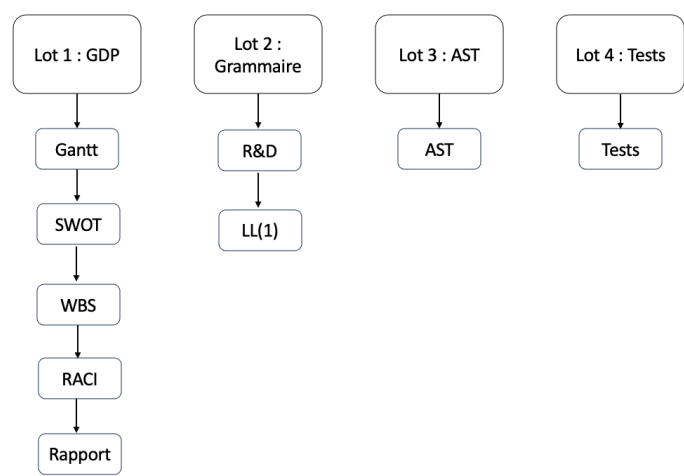 Lot 1 : GDP
Lot 2 :
Grammaire
Lot 3 : AST
Lot 4 : Tests
Gantt
R&D
AST
Tests
SWOT
LL(1)
WBS
RACI
Rapport